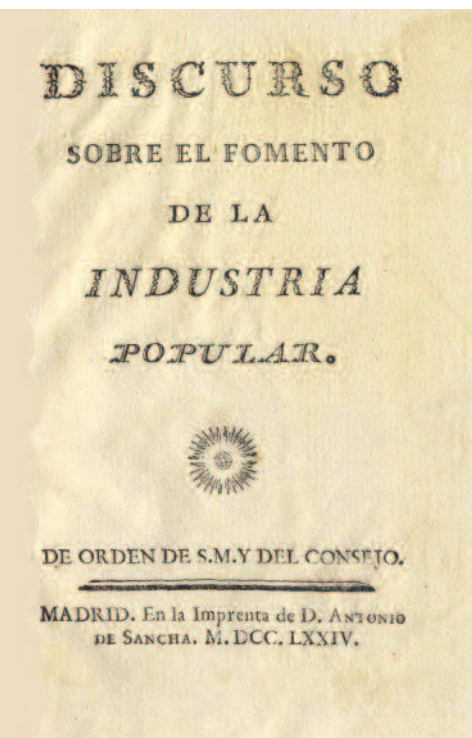 DISCURSO
SOBRE EL FOMENTO
DE LA
INDUSTRIA
POPULAR.
DE ORDEN DE S.M.Y DEL CONSEJO.
MADRID. En la Imprenta de D. ANTONIO
DE SANCHA. M. DCC. LXXIV.